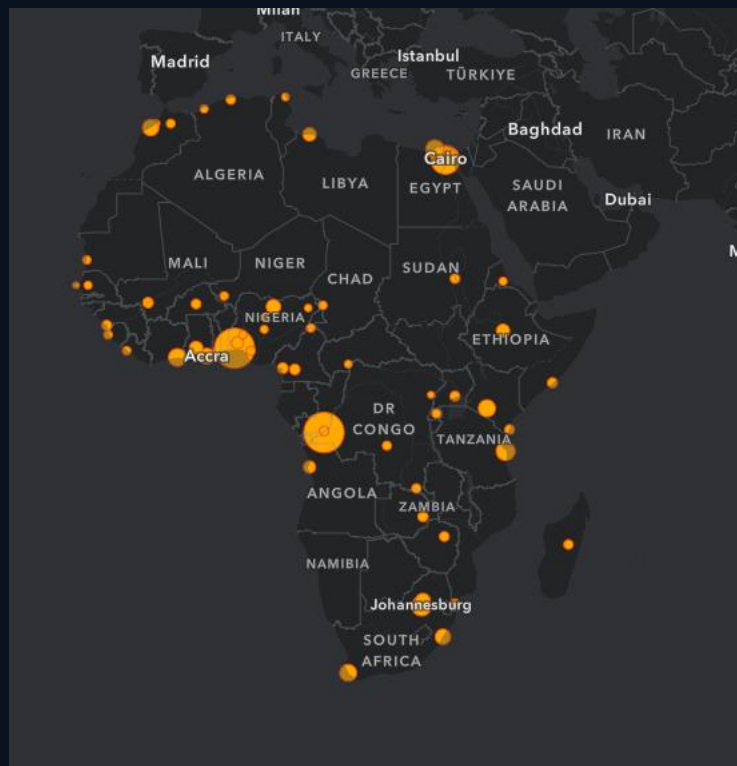 Milan
ITALY
Madrid
Istanbul
GREECE
TÜRKIYE
Baghdad
IRAN
Cairo
ALGERIA
LIBYA
EGYPT
SAUDI
ARABIA
Dubai
MALI
NIGER
CHAD
SUDAN
NIGERIA
ETHIOPIA
Accra
DR
CONGO
TANZANIA
ANGOLA
ZAMBIA
NAMIBIA
Johannesburg
SOUTH
AFRICA